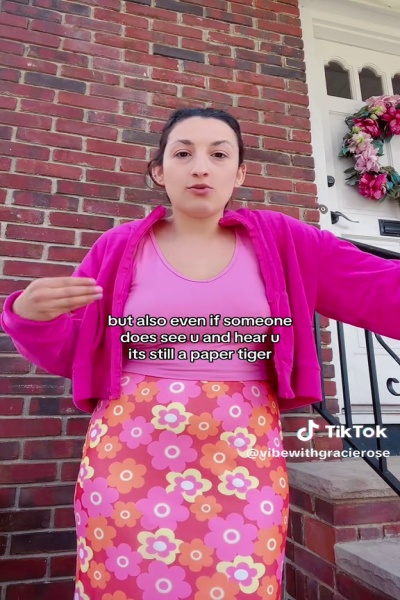 but also even if someone
does see u and hear u
its still a paper tiger
TikTok
@vibewithgracierose